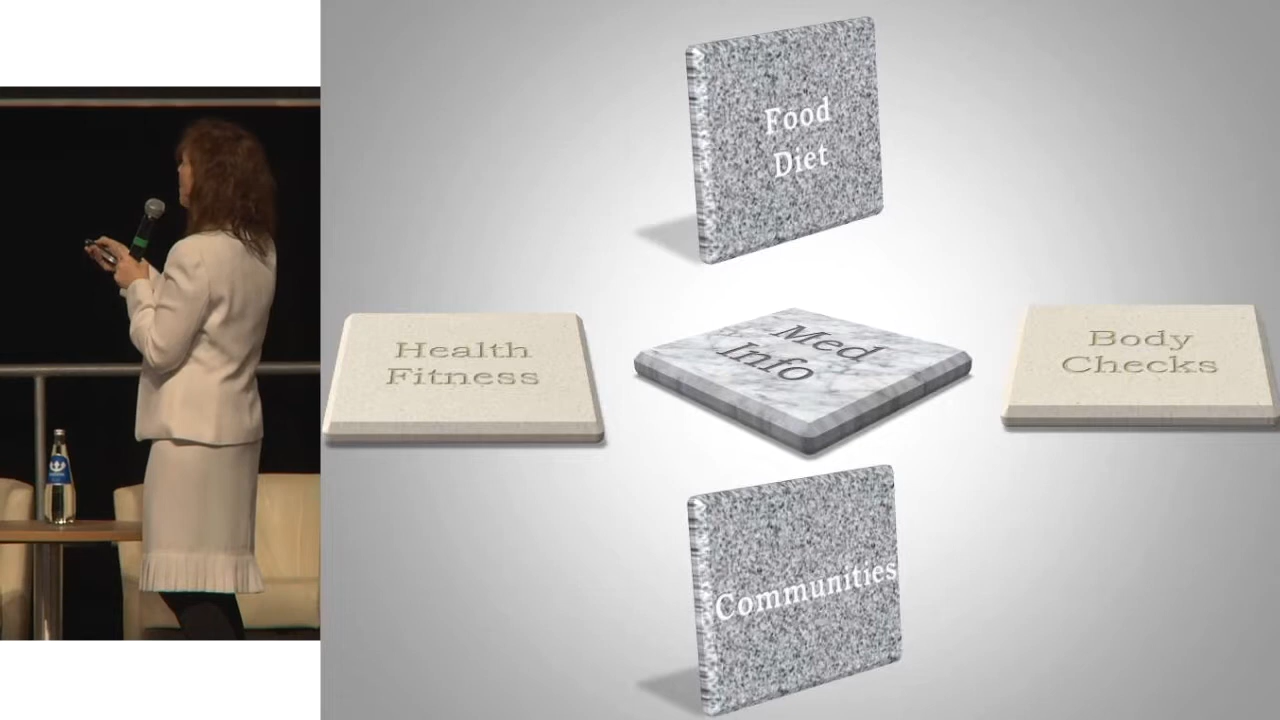 Food
Diet
Health
Fitness
Med
Info
Body
Checks
Communities